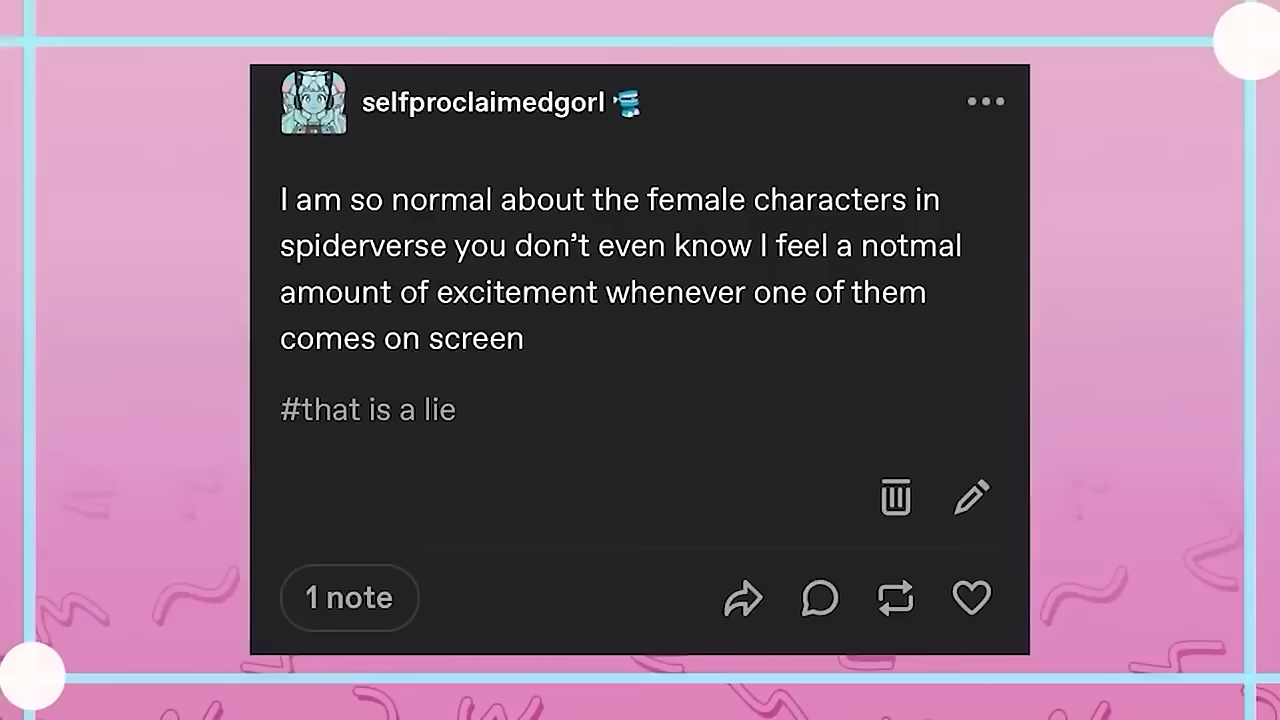 selfproclaimedgorl
I am so normal about the female characters in
spiderverse you don’t even know I feel a notmal
amount of excitement whenever one of them
comes on screen
#that is a lie
1 note